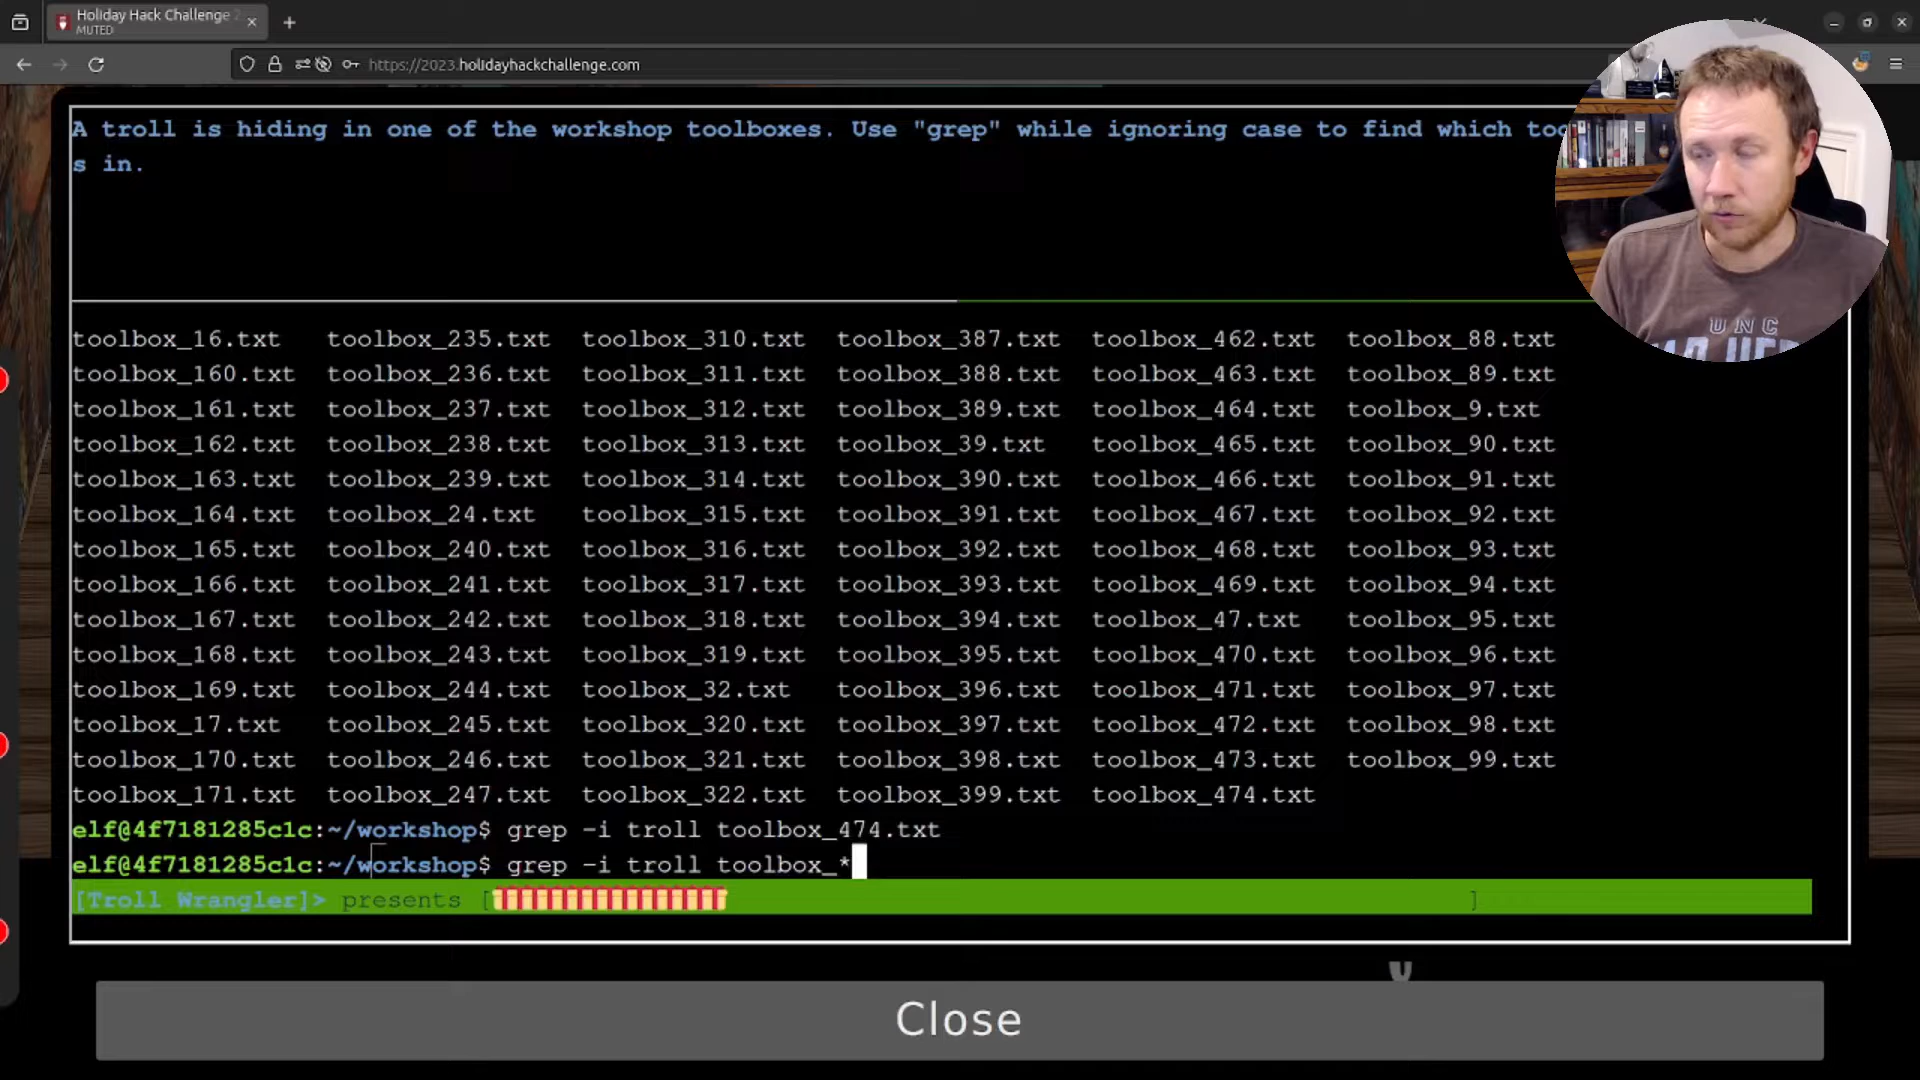 Holiday Hack Challenge 2
MUTED
https://2023.holidayhackchallenge.com
A troll is hiding in one of the workshop toolboxes. Use "grep" while ignoring case to find which
s in.
toolbox_16.txt toolbox_235.txt toolbox_310.txt toolbox_387.txt toolbox_462.txt toolbox_88.txt
toolbox_160.txt toolbox_236.txt toolbox_311.txt toolbox_388.txt toolbox_463.txt toolbox_89.txt
toolbox_161.txt toolbox_237.txt toolbox_312.txt toolbox_389.txt toolbox_464.txt toolbox_9.txt
toolbox_162.txt toolbox_238.txt toolbox_313.txt toolbox_39.txt toolbox_465.txt toolbox_90.txt
toolbox_163.txt toolbox_239.txt toolbox_314.txt toolbox_390.txt toolbox_466.txt toolbox_91.txt
toolbox_164.txt toolbox_24.txt toolbox_315.txt toolbox_391.txt toolbox_467.txt toolbox_92.txt
toolbox_165.txt toolbox_240.txt toolbox_316.txt toolbox_392.txt toolbox_468.txt toolbox_93.txt
toolbox_166.txt toolbox_241.txt toolbox_317.txt toolbox_393.txt toolbox_469.txt toolbox_94.txt
toolbox_167.txt toolbox_242.txt toolbox_318.txt toolbox_394.txt toolbox_47.txt toolbox_95.txt
toolbox_168.txt toolbox_243.txt toolbox_319.txt toolbox_395.txt toolbox_470.txt toolbox_96.txt
toolbox_169.txt toolbox_244.txt toolbox_32.txt toolbox_396.txt toolbox_471.txt toolbox_97.txt
toolbox_17.txt toolbox_245.txt toolbox_320.txt toolbox_397.txt toolbox_472.txt toolbox_98.txt
toolbox_170.txt toolbox_246.txt toolbox_321.txt toolbox_398.txt toolbox_473.txt toolbox_99.txt
toolbox_171.txt toolbox_247.txt toolbox_322.txt toolbox_399.txt toolbox_474.txt
elf@4f7181285c1c:~/workshop$ grep -i troll toolbox_474.txt
elf@4f7181285c1c:~/workshop$ grep -i troll toolbox_*
[Troll Wrangler]> presents [ ]
Close
UNC